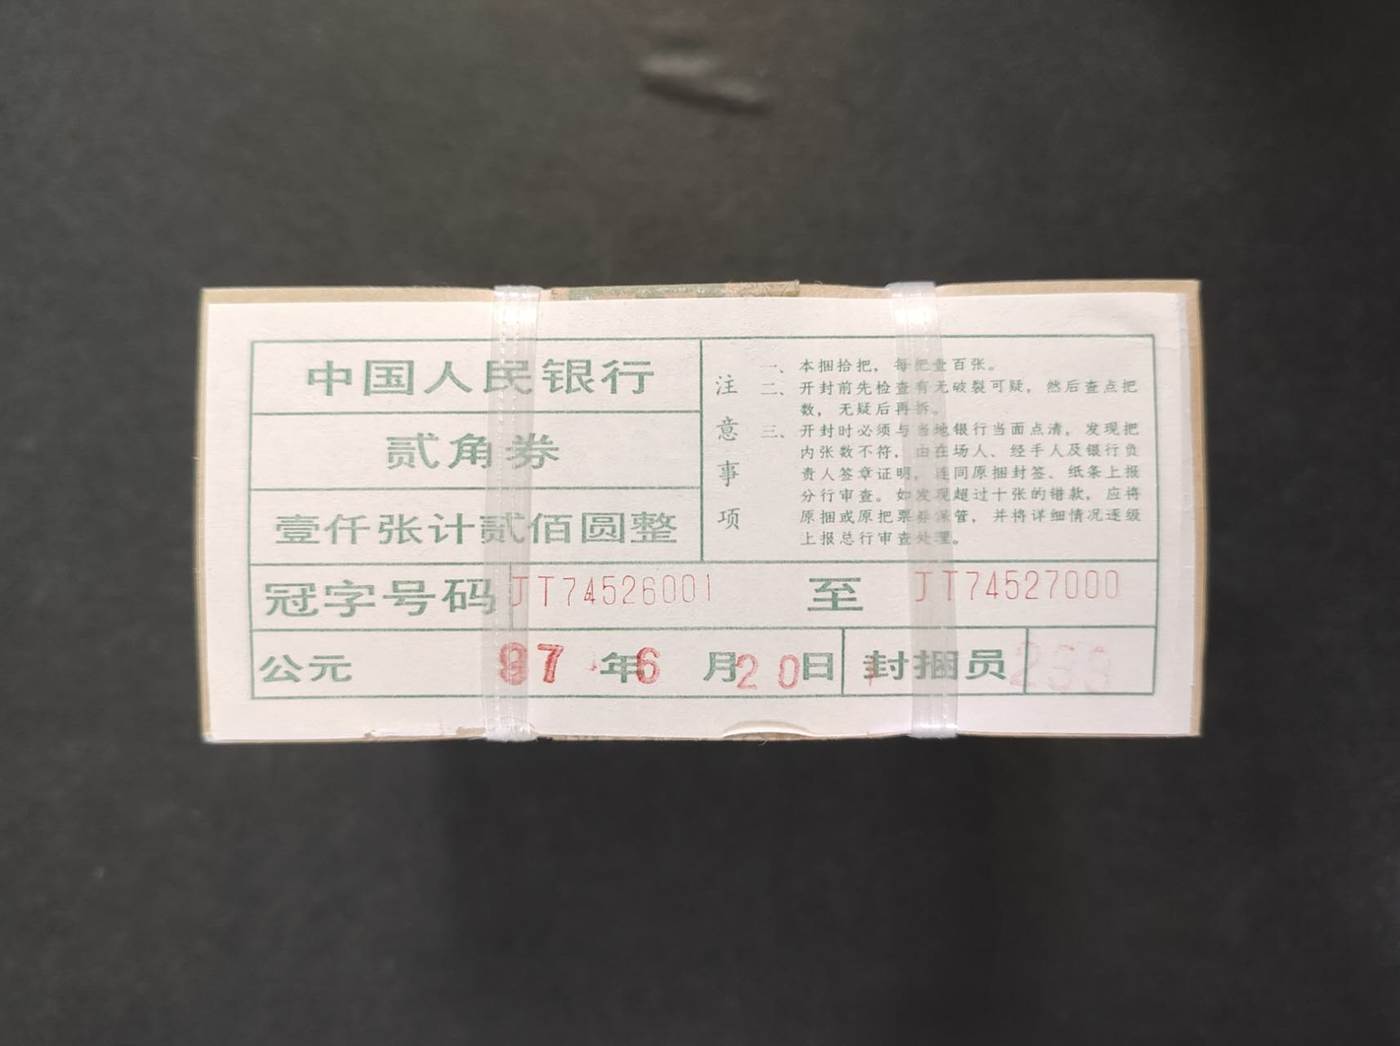 中国人民银行
贰角券
壹仟张计贰佰圆整
注意事项
一、本捆拾把，每把壹百张。
二、开封前先检查有无破裂可疑，然后查点把
数，无疑后再拆。
三、开封时必须与当地银行当面点清，发现把
内张数不符，由在场人、经手人及银行负
责人签章证明，连同原捆封签、纸条上报
分行审查。如发现超过十张的错款，应将
原捆或原把票券保管，并将详细情况逐级
上报总行审查处理。
冠字号码 JT74526001 至 JT74527000
公元 97 年 6 月 20 日 封捆员